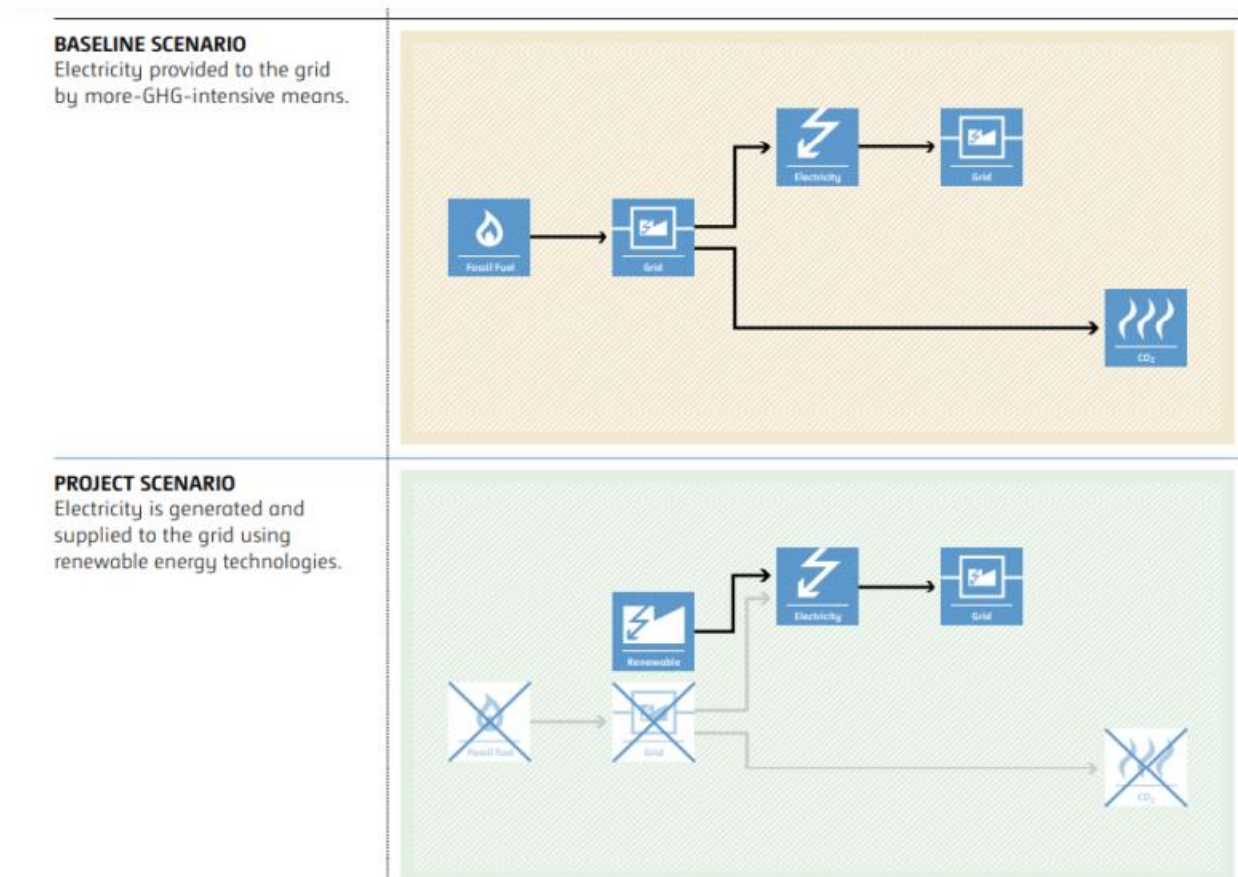 BASELINE SCENARIO
Electricity provided to the grid
by more-GHG-intensive means.
Electricity
Grid
Fossil Fuel
Grid
CO₂
PROJECT SCENARIO
Electricity is generated and
supplied to the grid using
renewable energy technologies.
Electricity
Grid
Renewable
Fossil Fuel
Grid
CO₂